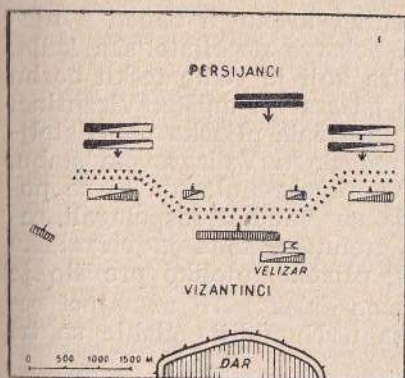 PERSIJANCI
VELIZAR
VIZANTINCI
0 500 1000 1500 M
DAR